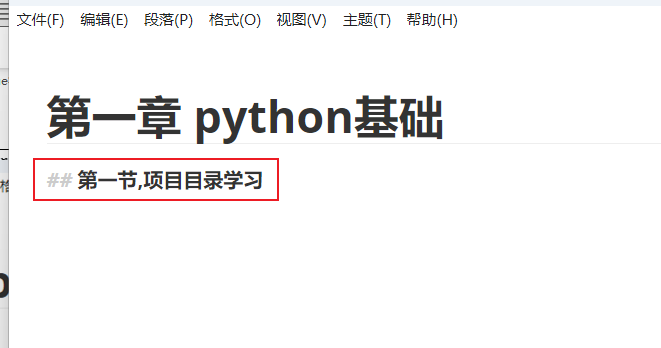 文件(F) 编辑(E) 段落(P) 格式(O) 视图(V) 主题(T) 帮助(H)
第一章 python基础
## 第一节,项目目录学习